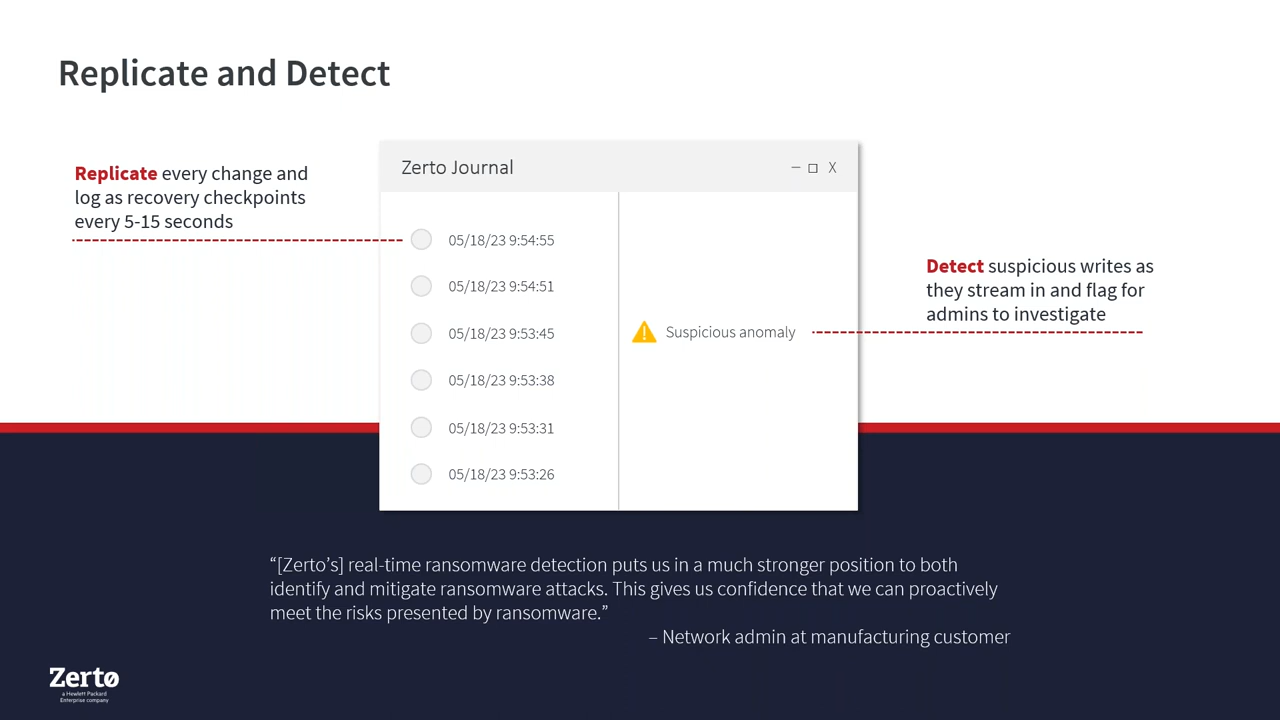 Replicate and Detect
Replicate every change and
log as recovery checkpoints
every 5-15 seconds
Zerto Journal
05/18/23 9:54:55
05/18/23 9:54:51
05/18/23 9:53:45
05/18/23 9:53:38
05/18/23 9:53:31
05/18/23 9:53:26
Suspicious anomaly
Detect suspicious writes as
they stream in and flag for
admins to investigate
“[Zerto’s] real-time ransomware detection puts us in a much stronger position to both
identify and mitigate ransomware attacks. This gives us confidence that we can proactively
meet the risks presented by ransomware.”
– Network admin at manufacturing customer
Zerto
a Hewlett Packard
Enterprise company